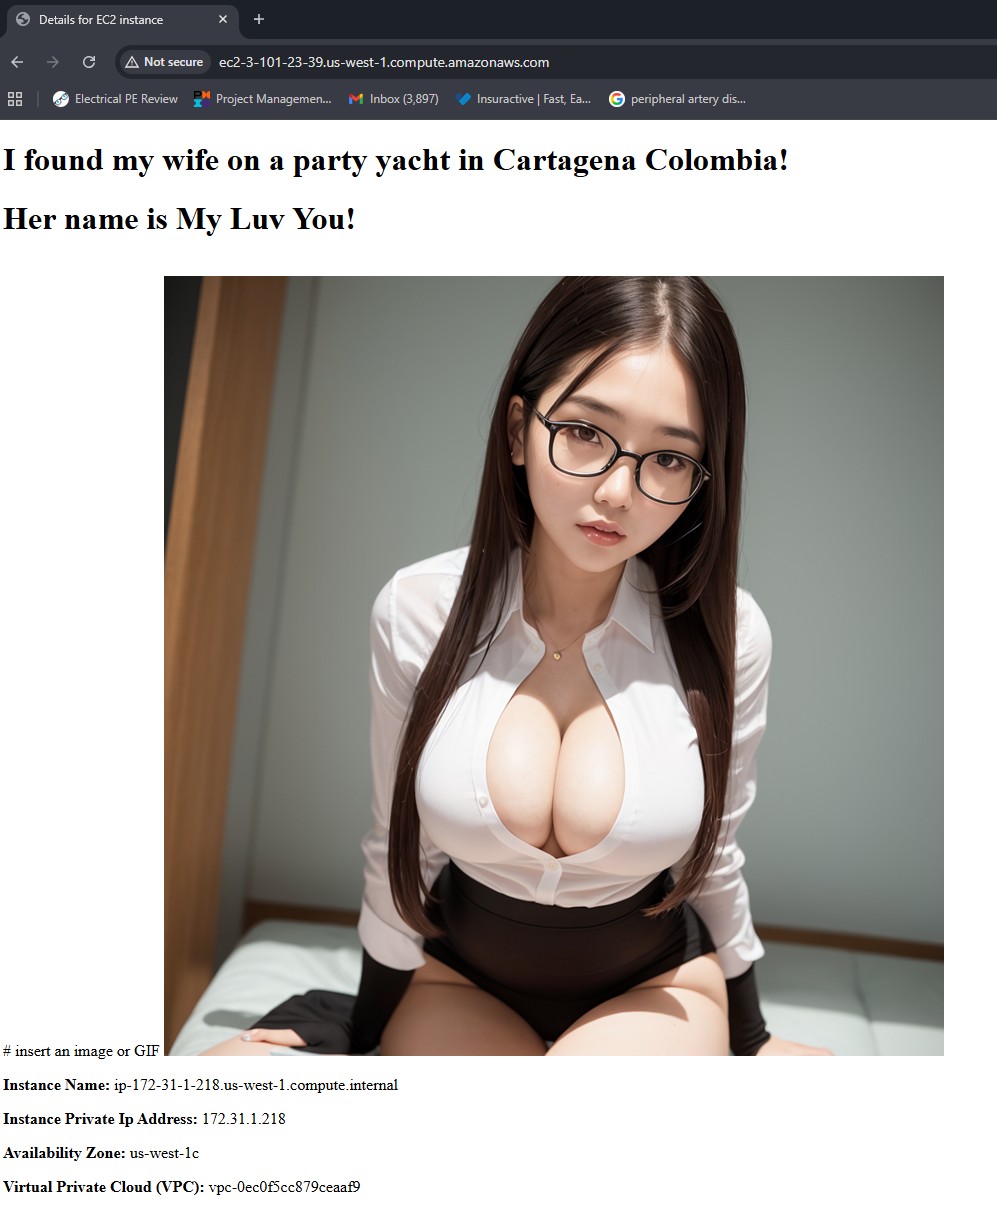 Details for EC2 instance
Not secure ec2-3-101-23-39.us-west-1.compute.amazonaws.com
Electrical PE Review Project Managemen... Inbox (3,897) Insuractive | Fast, Ea... peripheral artery dis...
I found my wife on a party yacht in Cartagena Colombia!
Her name is My Luv You!
# insert an image or GIF
Instance Name: ip-172-31-1-218.us-west-1.compute.internal
Instance Private Ip Address: 172.31.1.218
Availability Zone: us-west-1c
Virtual Private Cloud (VPC): vpc-0ec0f5cc879ceaaf9